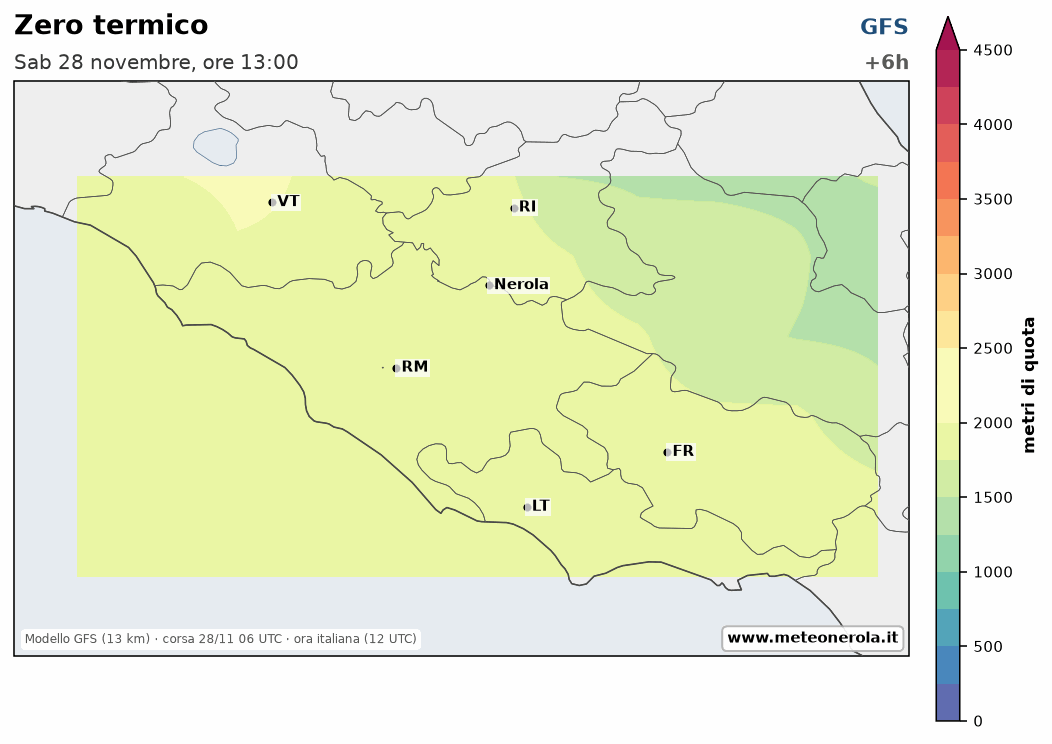 Zero termico
GFS
Sab 28 novembre, ore 13:00
+6h
4500
4000
3500
3000
2500
2000
1500
1000
500
0
metri di quota
VT
RI
Nerola
RM
FR
LT
Modello GFS (13 km) · corsa 28/11 06 UTC · ora italiana (12 UTC)
www.meteonerola.it